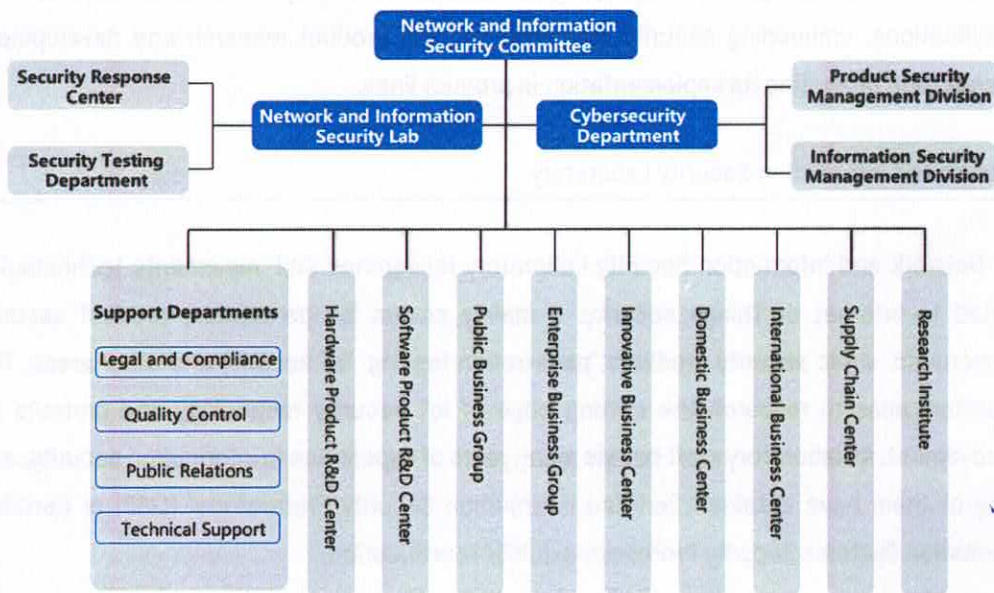 Network and Information
Security Committee
Security Response
Center
Product Security
Management Division
Network and Information
Security Lab
Cybersecurity
Department
Security Testing
Department
Information Security
Management Division
Support Departments
Legal and Compliance
Quality Control
Public Relations
Technical Support
Hardware Product R&D Center
Software Product R&D Center
Public Business Group
Enterprise Business Group
Innovative Business Center
Domestic Business Center
International Business Center
Supply Chain Center
Research Institute